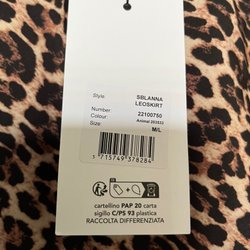 Style SBLANNA
LEOSKIRT
Number 22100750
Colour: Animal 203533
Size: M/L
5 715749 378284
cartellino PAP 20 carta
sigillo C/PS 93 plastica
RACCOLTA DIFFERENZIATA